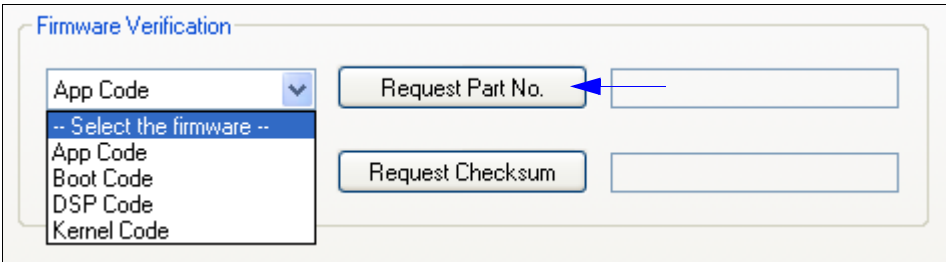 Firmware Verification
App Code
Request Part No.
-- Select the firmware --
App Code
Boot Code
Request Checksum
DSP Code
Kernel Code